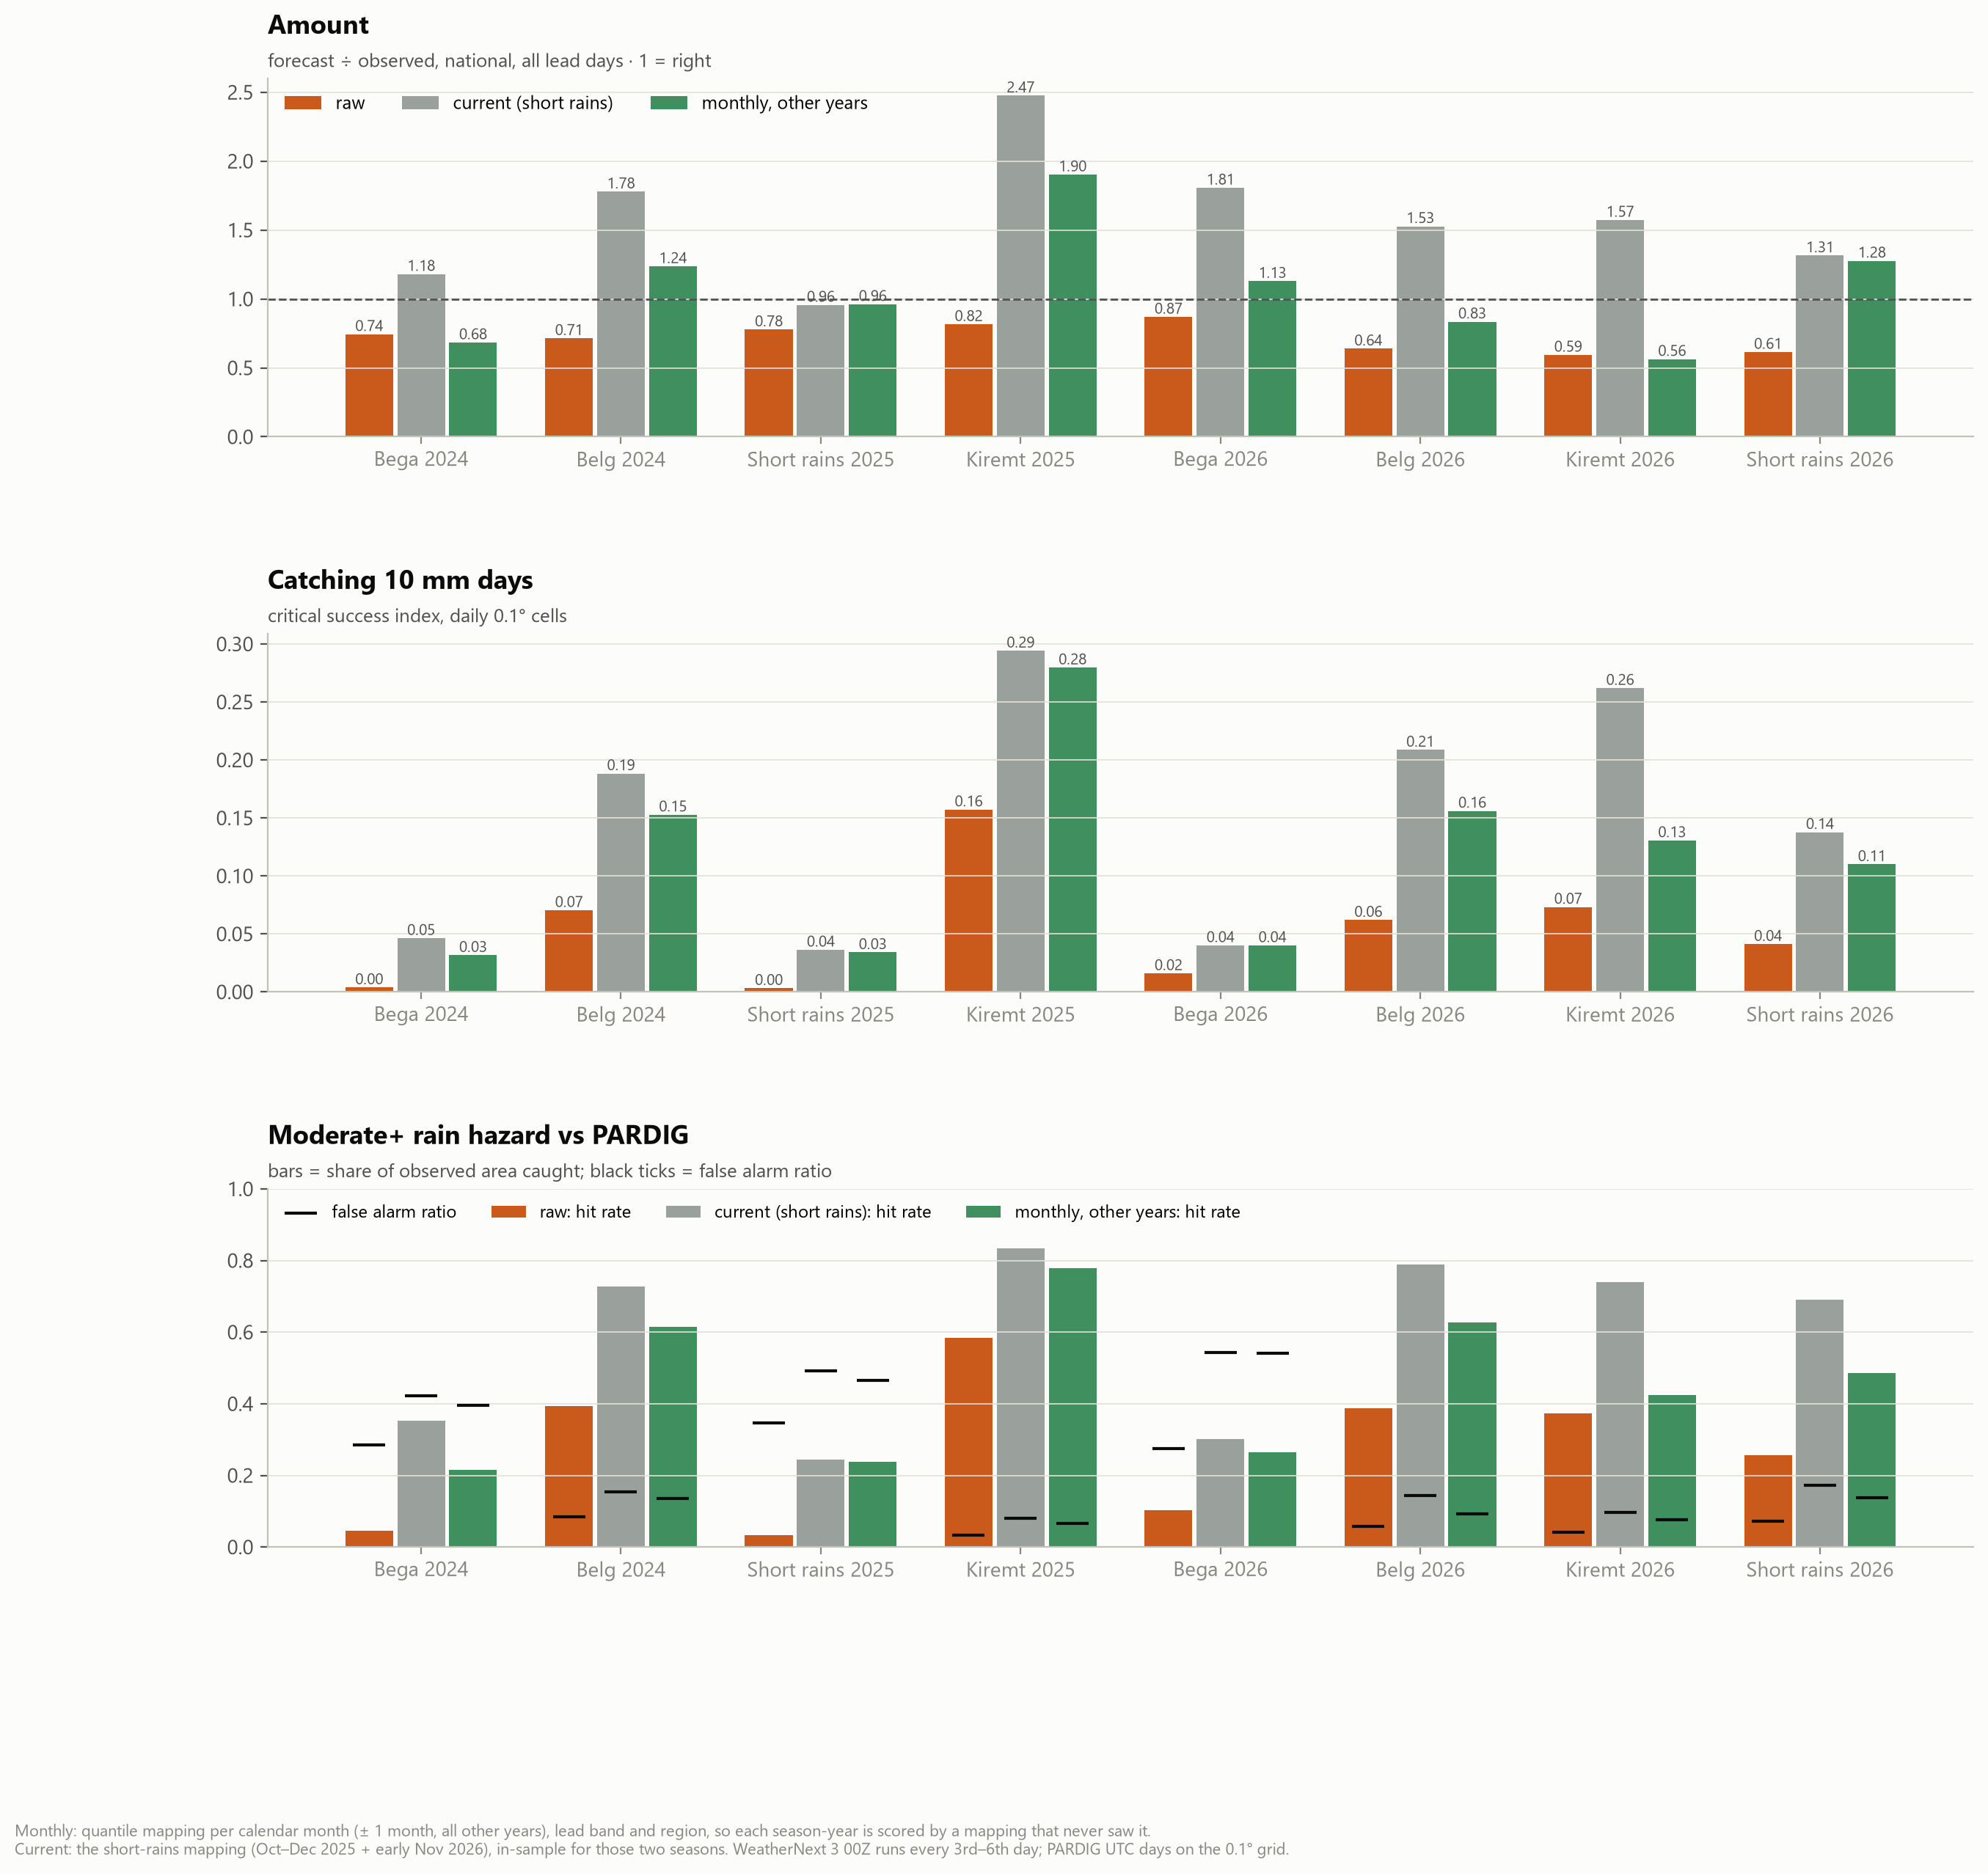 Amount
forecast ÷ observed, national, all lead days · 1 = right
raw current (short rains) monthly, other years
2.5
2.0
1.5
1.0
0.5
0.0
0.74 1.18 0.68
0.71 1.78 1.24
0.78 0.96 0.96
0.82 2.47 1.90
0.87 1.81 1.13
0.64 1.53 0.83
0.59 1.57 0.56
0.61 1.31 1.28
Bega 2024 Belg 2024 Short rains 2025 Kiremt 2025 Bega 2026 Belg 2026 Kiremt 2026 Short rains 2026
Catching 10 mm days
critical success index, daily 0.1° cells
0.30
0.25
0.20
0.15
0.10
0.05
0.00
0.00 0.05 0.03
0.07 0.19 0.15
0.00 0.04 0.03
0.16 0.29 0.28
0.02 0.04 0.04
0.06 0.21 0.16
0.07 0.26 0.13
0.04 0.14 0.11
Bega 2024 Belg 2024 Short rains 2025 Kiremt 2025 Bega 2026 Belg 2026 Kiremt 2026 Short rains 2026
Moderate+ rain hazard vs PARDIG
bars = share of observed area caught; black ticks = false alarm ratio
false alarm ratio raw: hit rate current (short rains): hit rate monthly, other years: hit rate
1.0
0.8
0.6
0.4
0.2
0.0
Bega 2024 Belg 2024 Short rains 2025 Kiremt 2025 Bega 2026 Belg 2026 Kiremt 2026 Short rains 2026
Monthly: quantile mapping per calendar month (± 1 month, all other years), lead band and region, so each season-year is scored by a mapping that never saw it.
Current: the short-rains mapping (Oct–Dec 2025 + early Nov 2026), in-sample for those two seasons. WeatherNext 3 00Z runs every 3rd–6th day; PARDIG UTC days on the 0.1° grid.